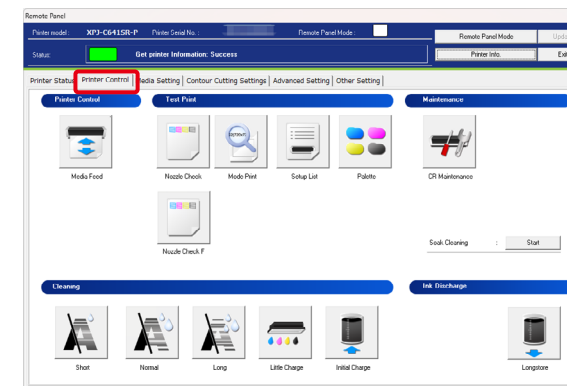 Remote Panel
Printer model : XPJ-C641SR-P Printer Serial No. : Remote Panel Mode :
Remote Panel Mode Upda
Status: Get printer Information: Success
Printer Info. Exit
Printer Status Printer Control Media Setting Contour Cutting Settings Advanced Setting Other Setting
Printer Control Test Print Maintenance
Media Feed Nozzle Check Mode Print Setup List Palette CR Maintenance
Nozzle Check F
Soak Cleaning : Start
Cleaning Ink Discharge
Short Normal Long Little Charge Initial Charge Longstore